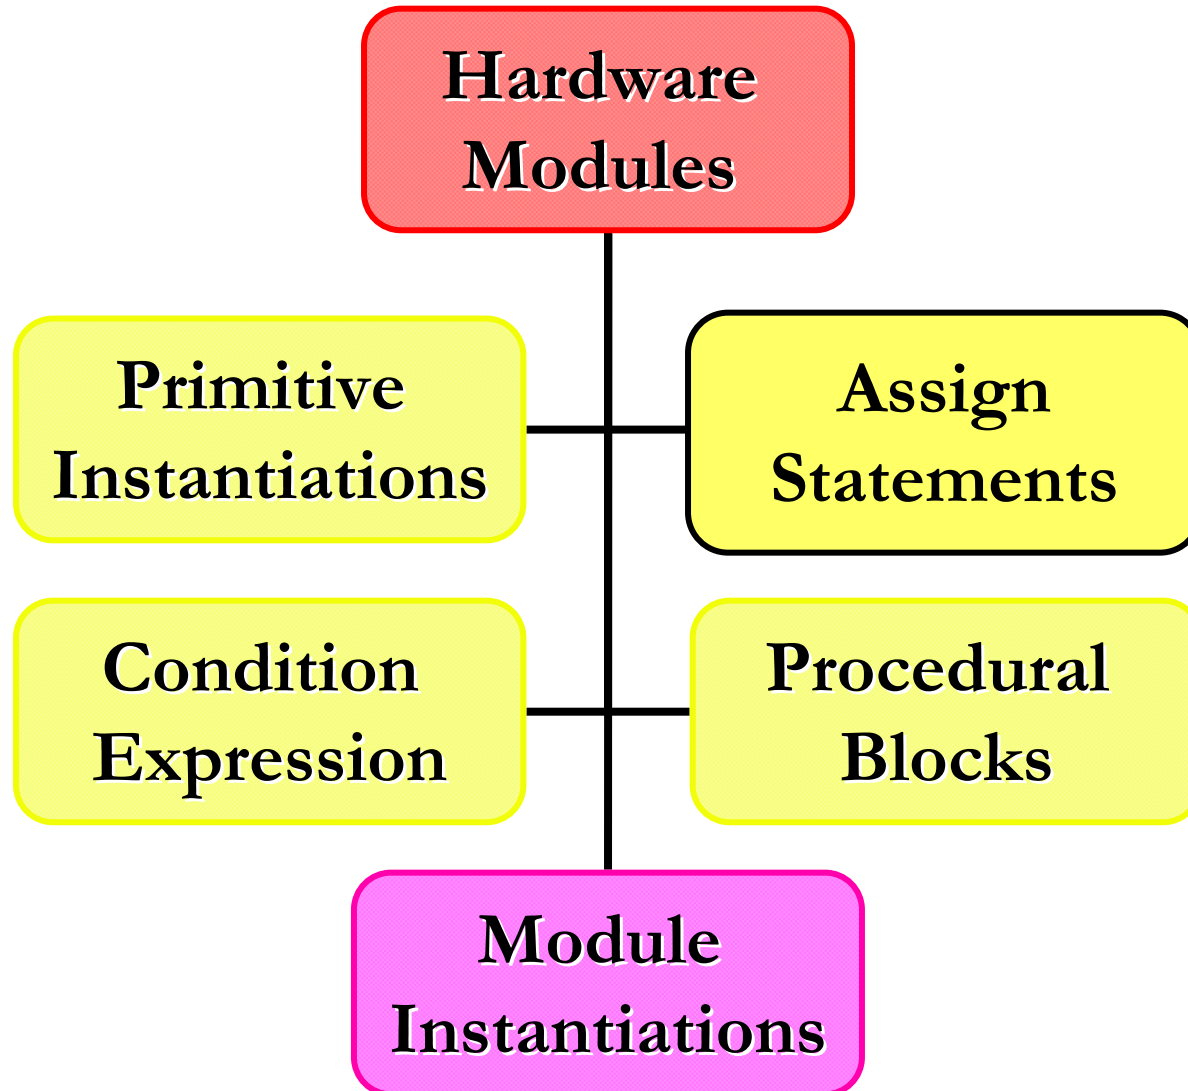 Hardware
Modules
Primitive
Instantiations
Assign
Statements
Condition
Expression
Procedural
Blocks
Module
Instantiations